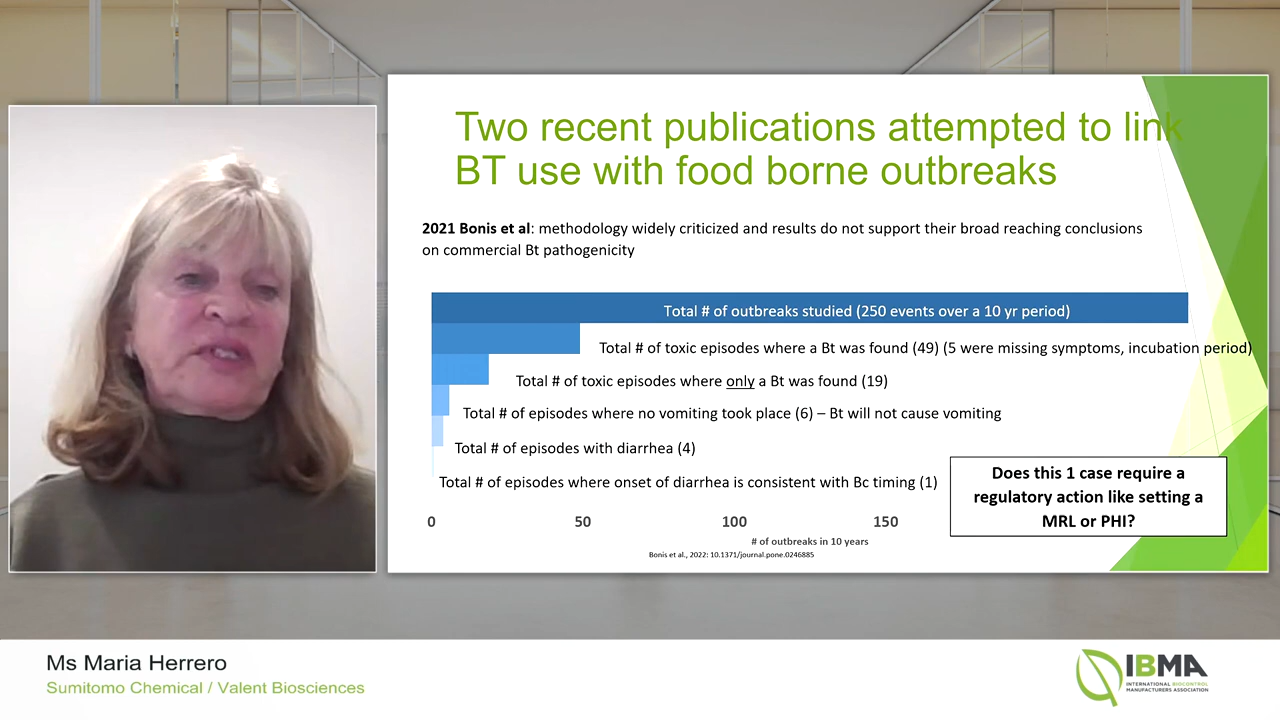 Two recent publications attempted to link
BT use with food borne outbreaks
2021 Bonis et al: methodology widely criticized and results do not support their broad reaching conclusions
on commercial Bt pathogenicity
Total # of outbreaks studied (250 events over a 10 yr period)
Total # of toxic episodes where a Bt was found (49) (5 were missing symptoms, incubation period)
Total # of toxic episodes where only a Bt was found (19)
Total # of episodes where no vomiting took place (6) – Bt will not cause vomiting
Total # of episodes with diarrhea (4)
Total # of episodes where onset of diarrhea is consistent with Bc timing (1)
Does this 1 case require a
regulatory action like setting a
MRL or PHI?
0 50 100 150
# of outbreaks in 10 years
Bonis et al., 2022: 10.1371/journal.pone.0246885
Ms Maria Herrero
Sumitomo Chemical / Valent Biosciences
IBMA
INTERNATIONAL BIOCONTROL
MANUFACTURERS ASSOCIATION